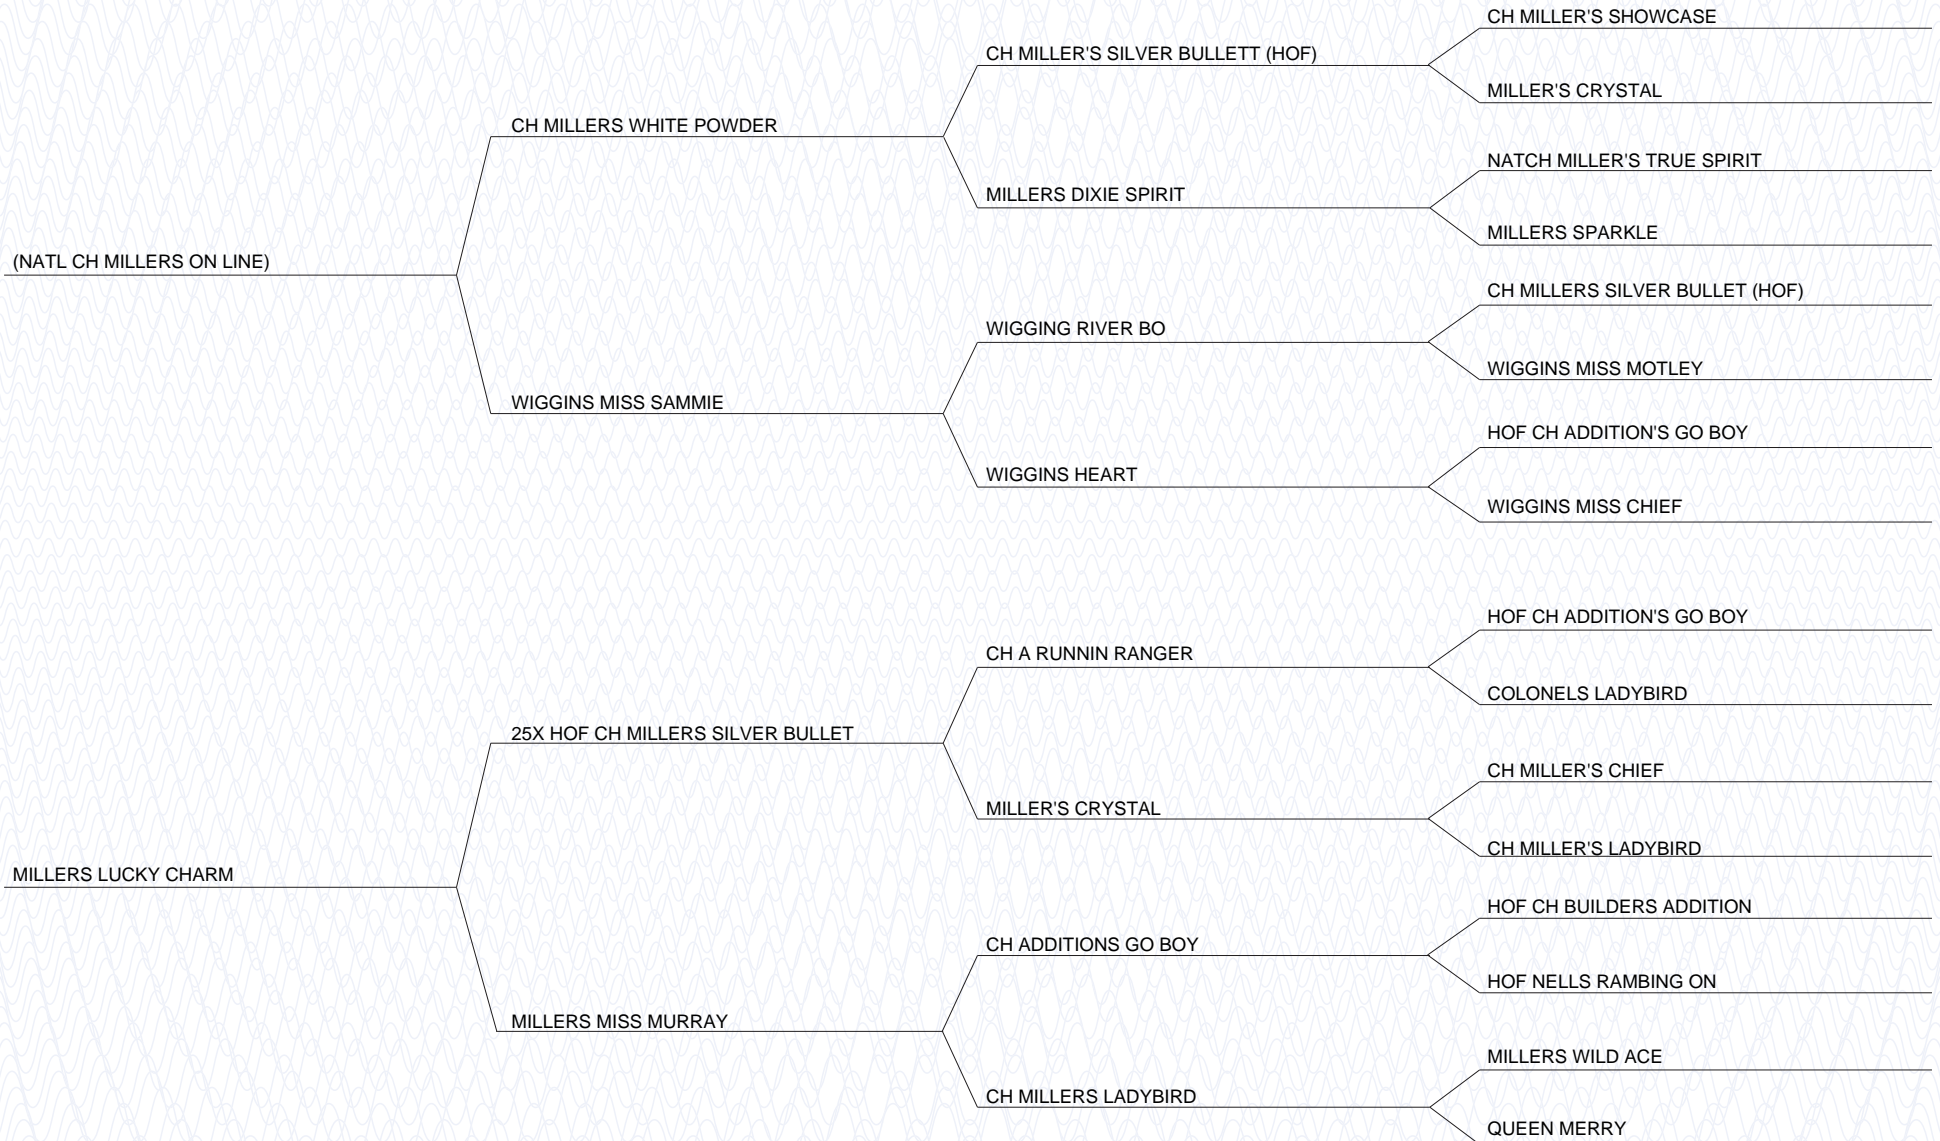 CH MILLER'S SHOWCASE
CH MILLER'S SILVER BULLETT (HOF)
MILLER'S CRYSTAL
CH MILLERS WHITE POWDER
NATCH MILLER'S TRUE SPIRIT
MILLERS DIXIE SPIRIT
MILLERS SPARKLE
(NATL CH MILLERS ON LINE)
CH MILLERS SILVER BULLET (HOF)
WIGGING RIVER BO
WIGGINS MISS MOTLEY
WIGGINS MISS SAMMIE
HOF CH ADDITION'S GO BOY
WIGGINS HEART
WIGGINS MISS CHIEF
HOF CH ADDITION'S GO BOY
CH A RUNNIN RANGER
COLONELS LADYBIRD
25X HOF CH MILLERS SILVER BULLET
CH MILLER'S CHIEF
MILLER'S CRYSTAL
CH MILLER'S LADYBIRD
MILLERS LUCKY CHARM
HOF CH BUILDERS ADDITION
CH ADDITIONS GO BOY
HOF NELLS RAMBING ON
MILLERS MISS MURRAY
MILLERS WILD ACE
CH MILLERS LADYBIRD
QUEEN MERRY